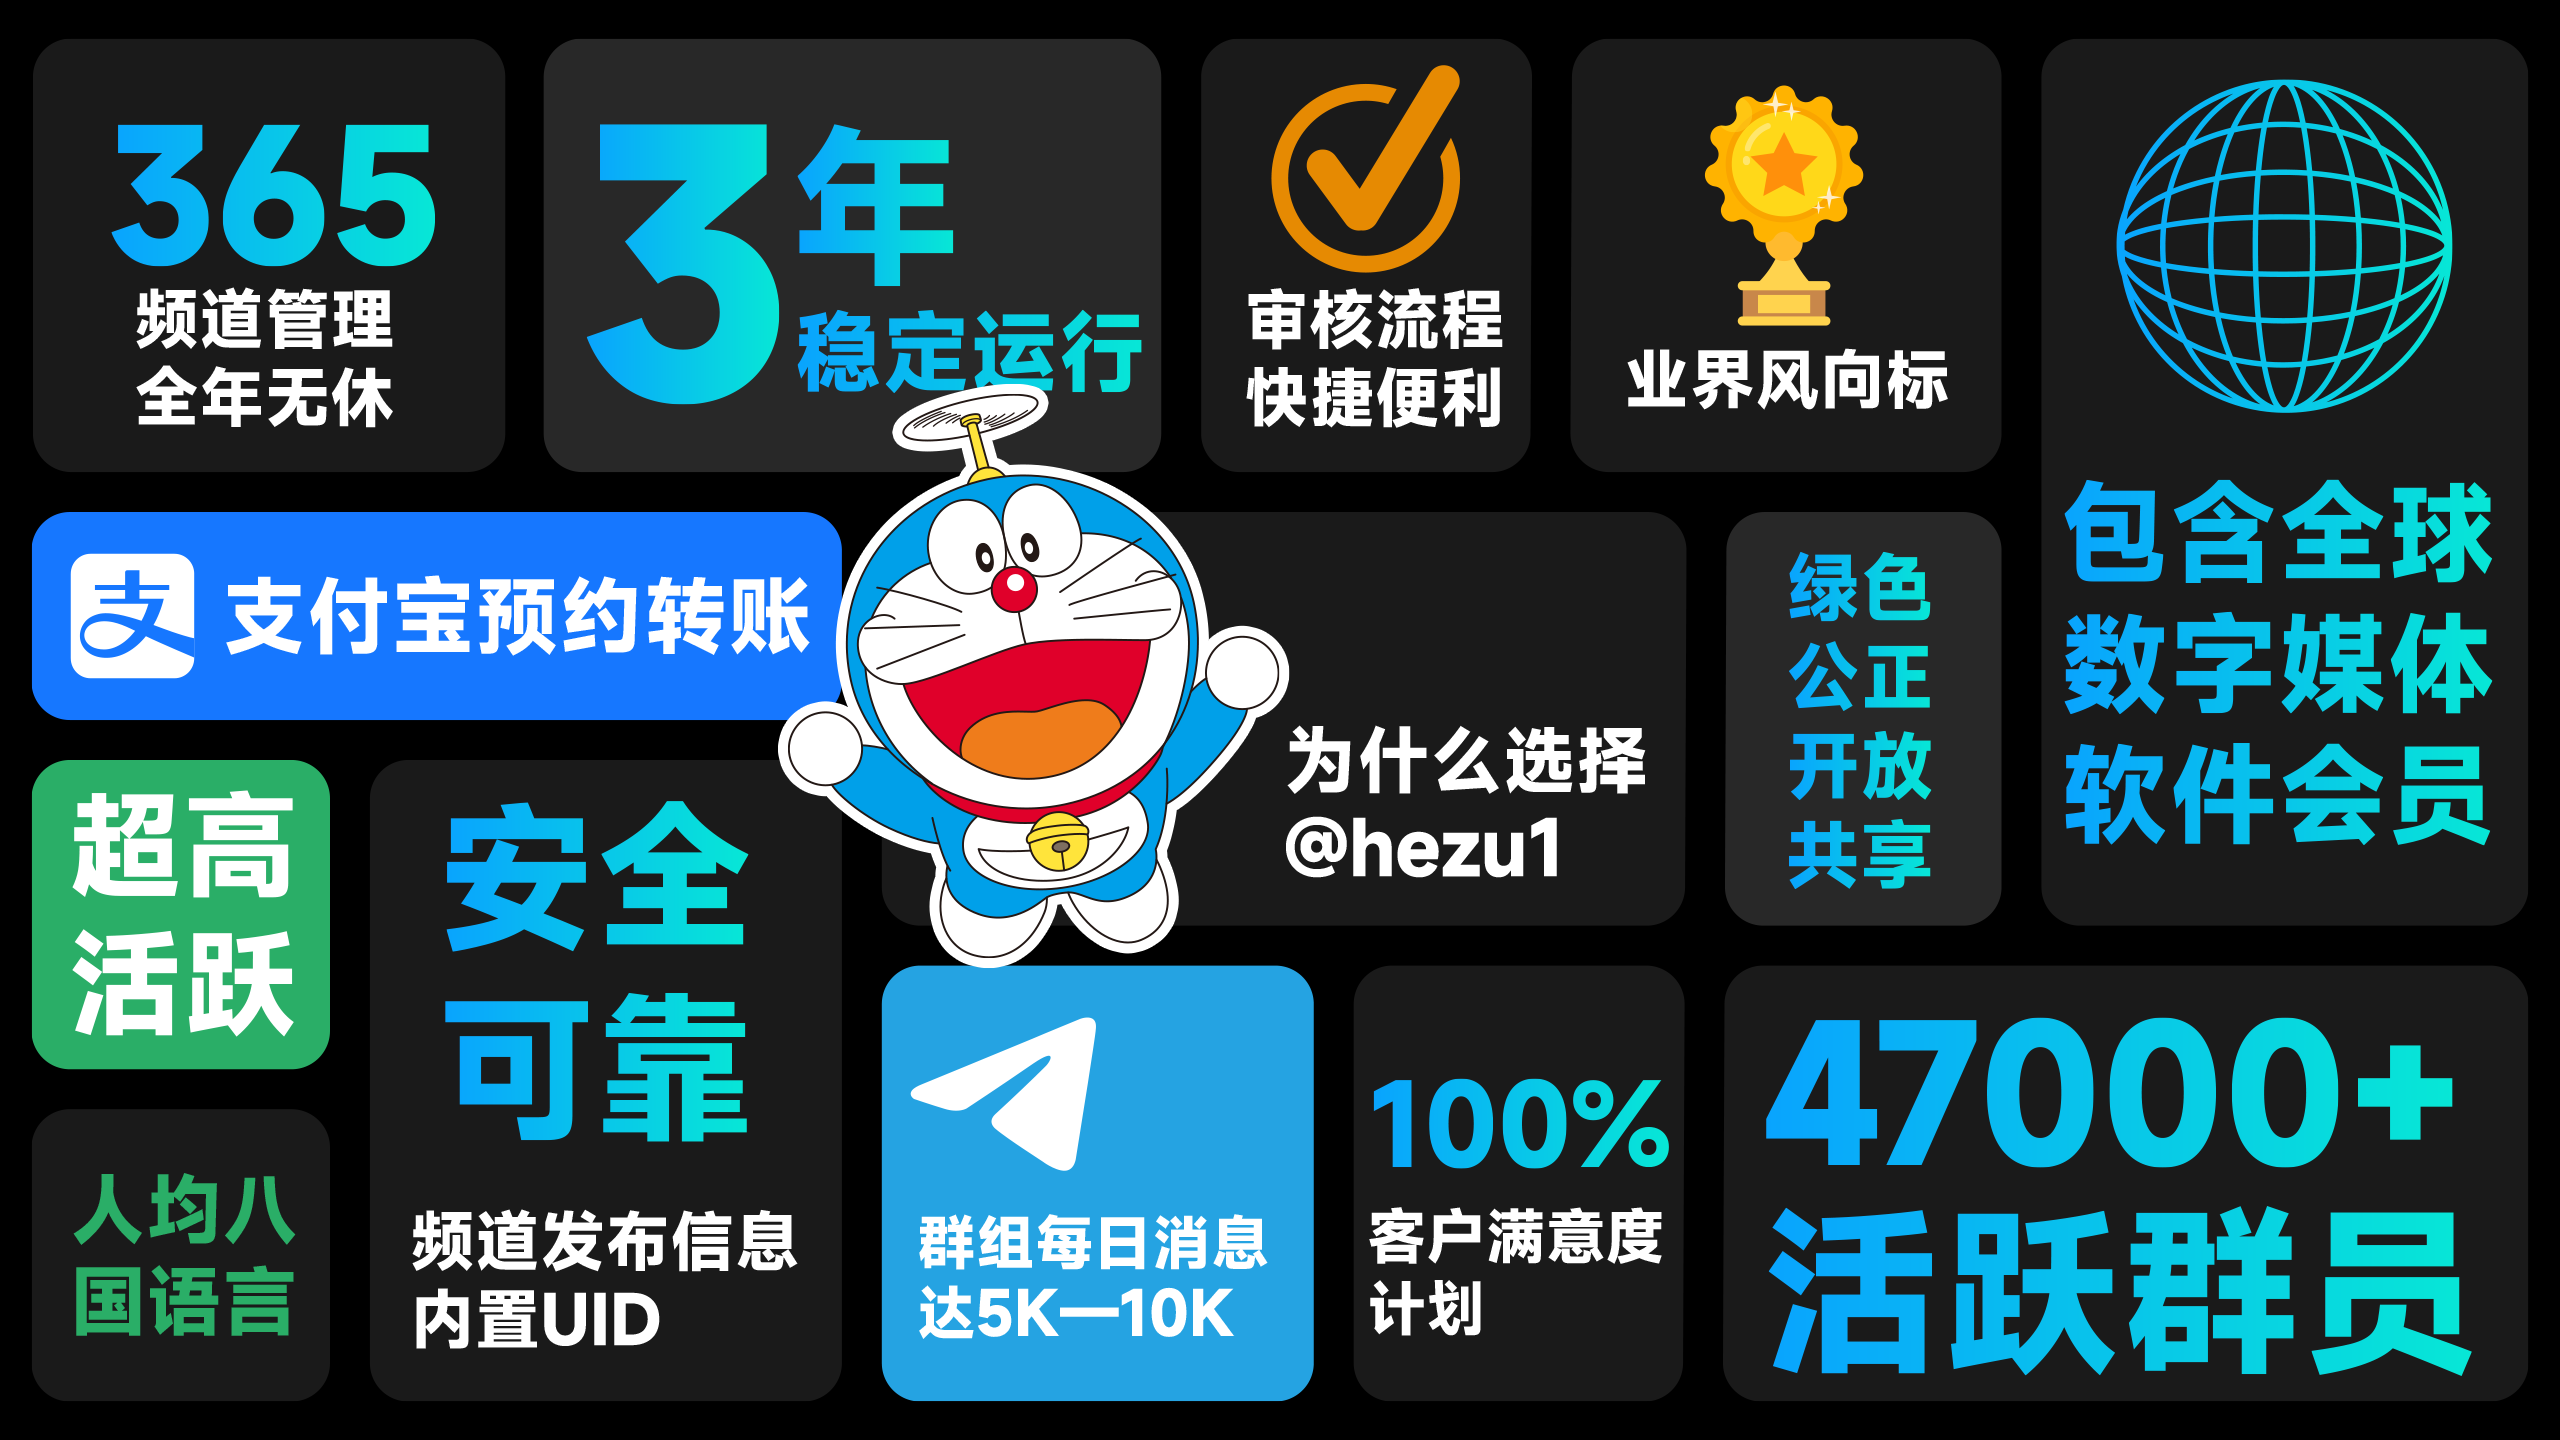 365
频道管理
全年无休
3年
稳定运行
审核流程
快捷便利
业界风向标
包含全球
数字媒体
软件会员
支
支付宝预约转账
为什么选择
@hezu1
绿色
公正
开放
共享
超高
活跃
安全
可靠
频道发布信息
内置UID
人均八
国语言
群组每日消息
达5K—10K
100%
客户满意度
计划
47000+
活跃群员